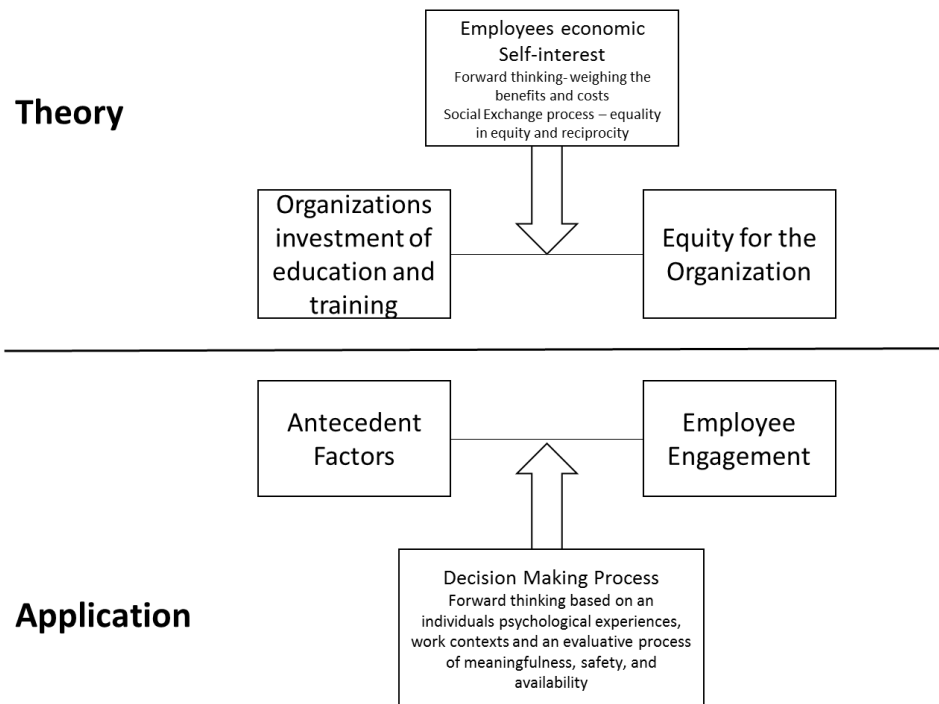 Employees economic
Self-interest
Forward thinking- weighing the
benefits and costs
Social Exchange process – equality
in equity and reciprocity
Theory
Organizations
investment of
education and
training
Equity for the
Organization
Antecedent
Factors
Employee
Engagement
Decision Making Process
Forward thinking based on an
individuals psychological experiences,
work contexts and an evaluative process
of meaningfulness, safety, and
availability
Application